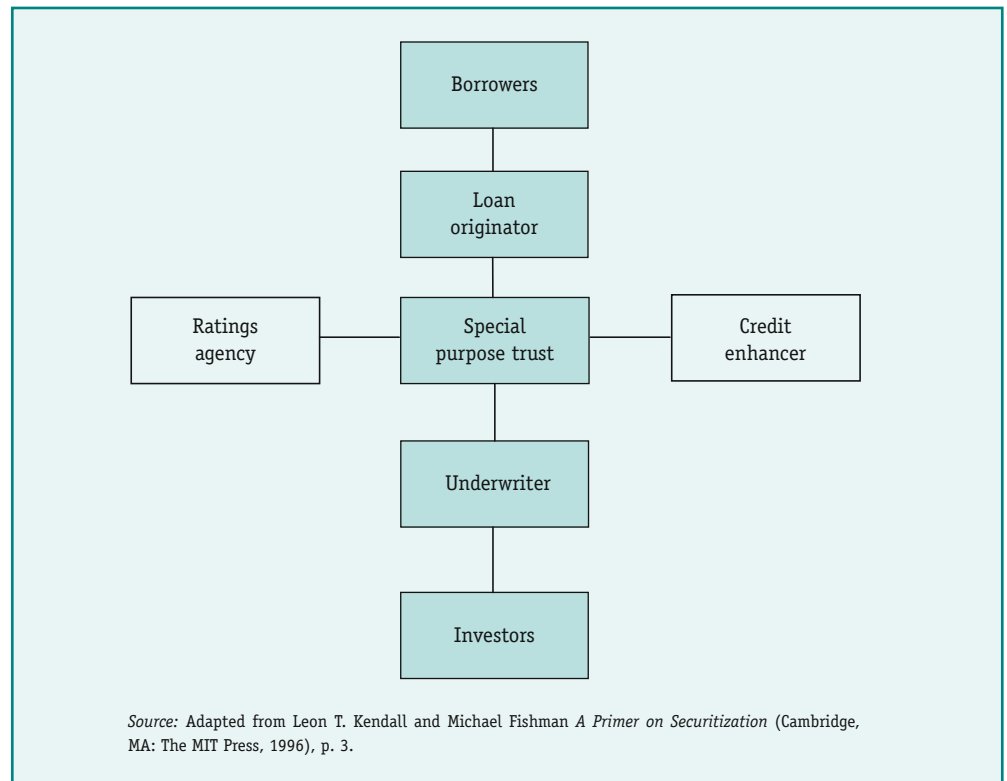 Borrowers
Loan
originator
Ratings
agency
Special
purpose trust
Credit
enhancer
Underwriter
Investors
Source: Adapted from Leon T. Kendall and Michael Fishman A Primer on Securitization (Cambridge,
MA: The MIT Press, 1996), p. 3.